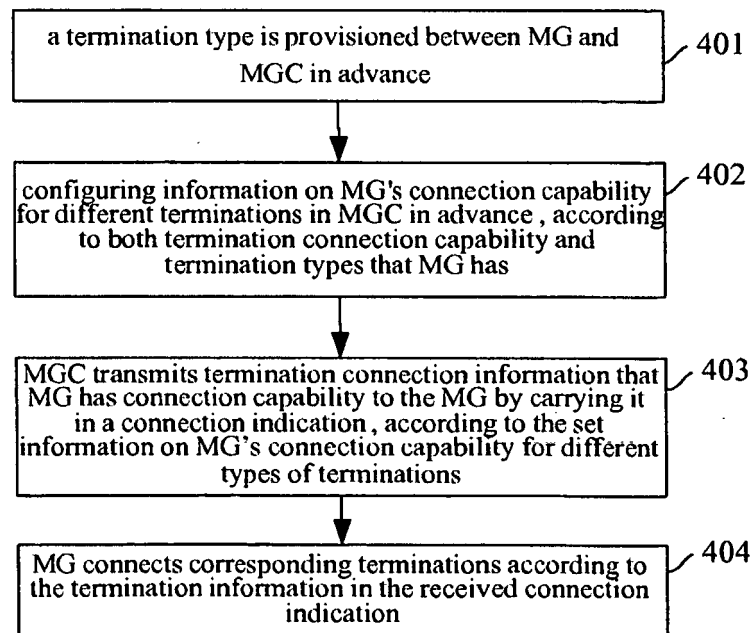 a termination type is provisioned between MG and
MGC in advance
401
configuring information on MG's connection capability
for different terminations in MGC in advance , according
to both termination connection capability and
termination types that MG has
402
MGC transmits termination connection information that
MG has connection capability to the MG by carrying it
in a connection indication , according to the set
information on MG's connection capability for different
types of terminations
403
MG connects corresponding terminations according to
the termination information in the received connection
indication
404